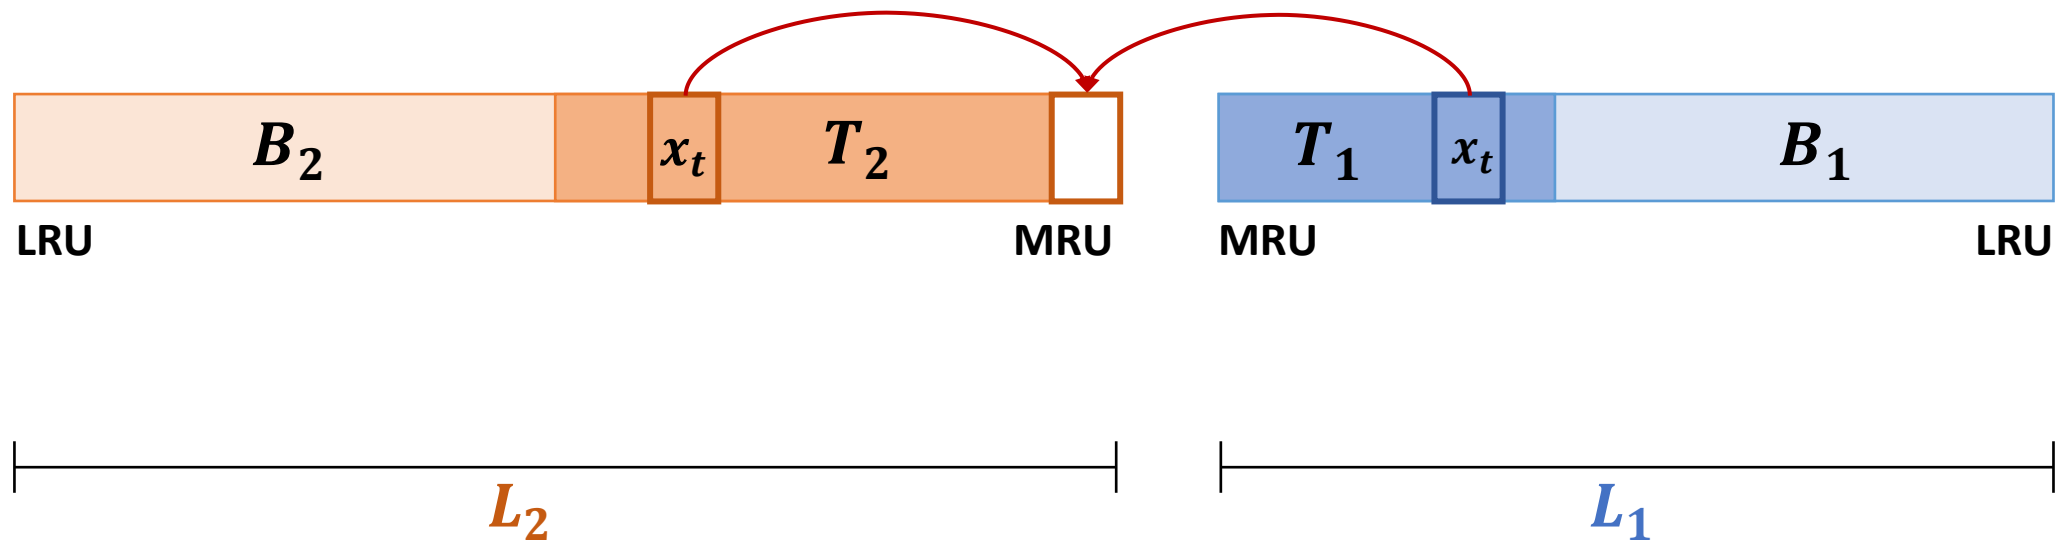 B₂ xₜ T₂ T₁ xₜ B₁
LRU MRU MRU LRU
L₂ L₁